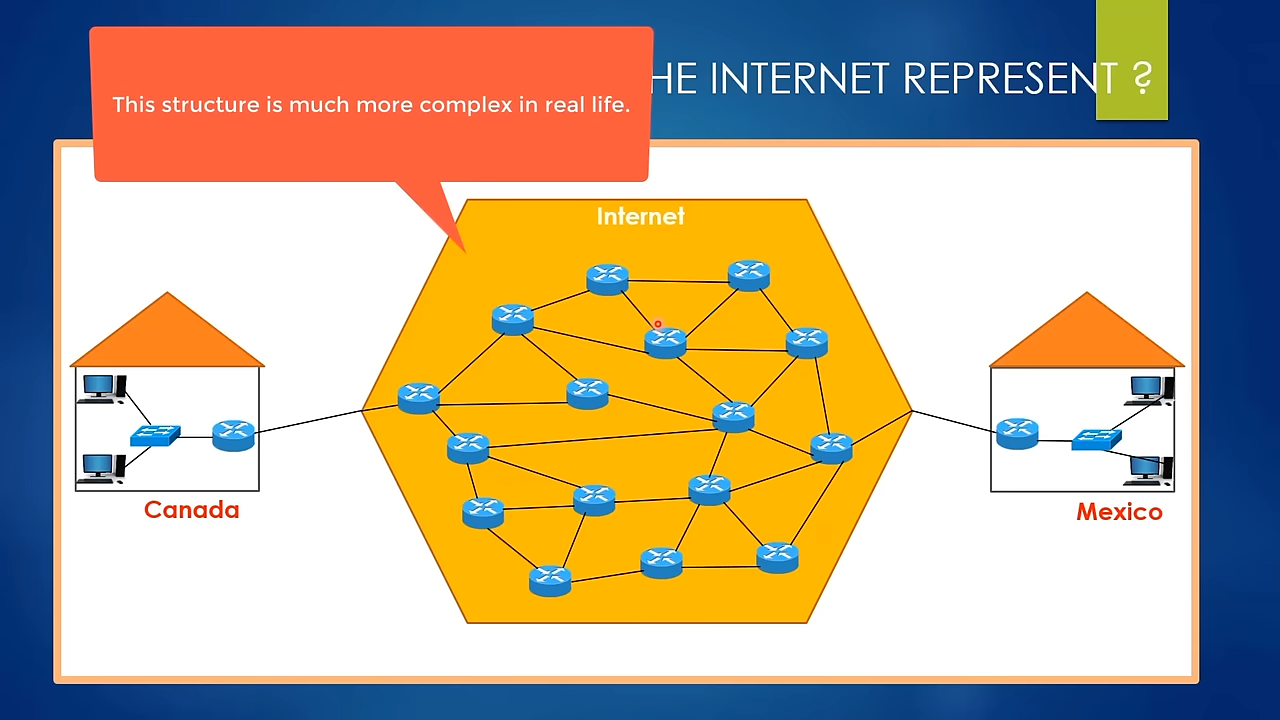 HE INTERNET REPRESENT ?
This structure is much more complex in real life.
Internet
Canada
Mexico